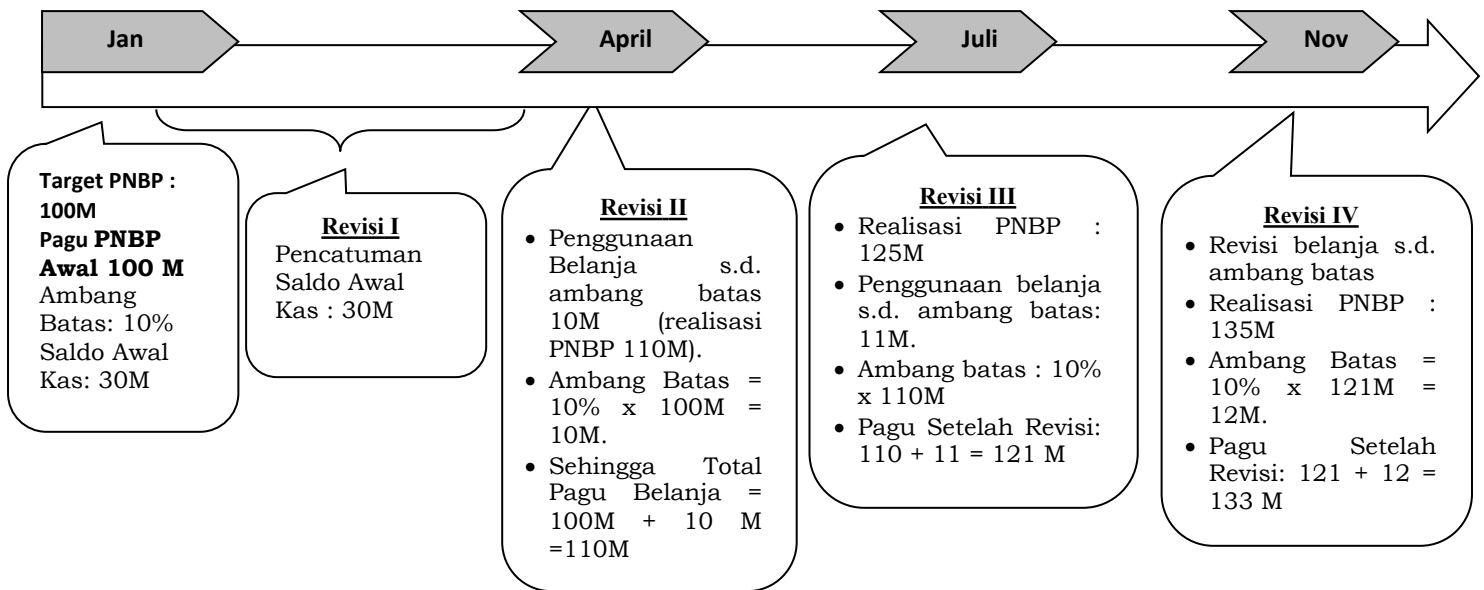 Jan
April
Juli
Nov
Target PNBP :
100M
Pagu PNBP
Awal 100 M
Ambang
Batas: 10%
Saldo Awal
Kas: 30M
Revisi I
Pencatuman
Saldo Awal
Kas : 30M
Revisi II
• Penggunaan
Belanja s.d.
ambang batas
10M (realisasi
PNBP 110M).
• Ambang Batas =
10% x 100M =
10M.
• Sehingga Total
Pagu Belanja =
100M + 10 M
=110M
Revisi III
• Realisasi PNBP :
125M
• Penggunaan belanja
s.d. ambang batas:
11M.
• Ambang batas : 10%
x 110M
• Pagu Setelah Revisi:
110 + 11 = 121 M
Revisi IV
• Revisi belanja s.d.
ambang batas
• Realisasi PNBP :
135M
• Ambang Batas =
10% x 121M =
12M.
• Pagu Setelah
Revisi: 121 + 12 =
133 M